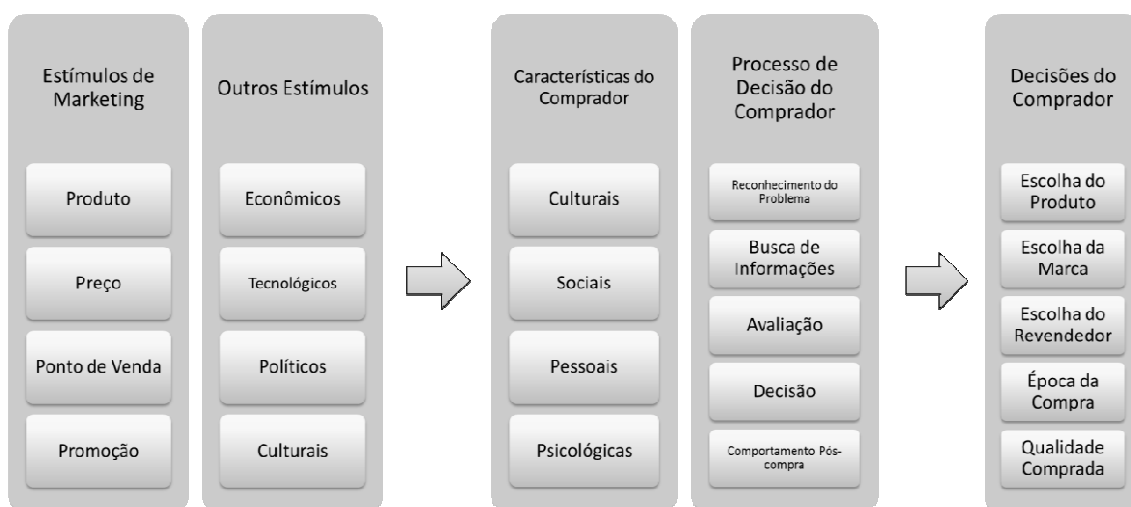 Estímulos de
Marketing
Produto
Preço
Ponto de Venda
Promoção
Outros Estímulos
Econômicos
Tecnológicos
Políticos
Culturais
Características do
Comprador
Culturais
Sociais
Pessoais
Psicológicas
Processo de
Decisão do
Comprador
Reconhecimento do
Problema
Busca de
Informações
Avaliação
Decisão
Comportamento Pós-
compra
Decisões do
Comprador
Escolha do
Produto
Escolha da
Marca
Escolha do
Revendedor
Época da
Compra
Qualidade
Comprada